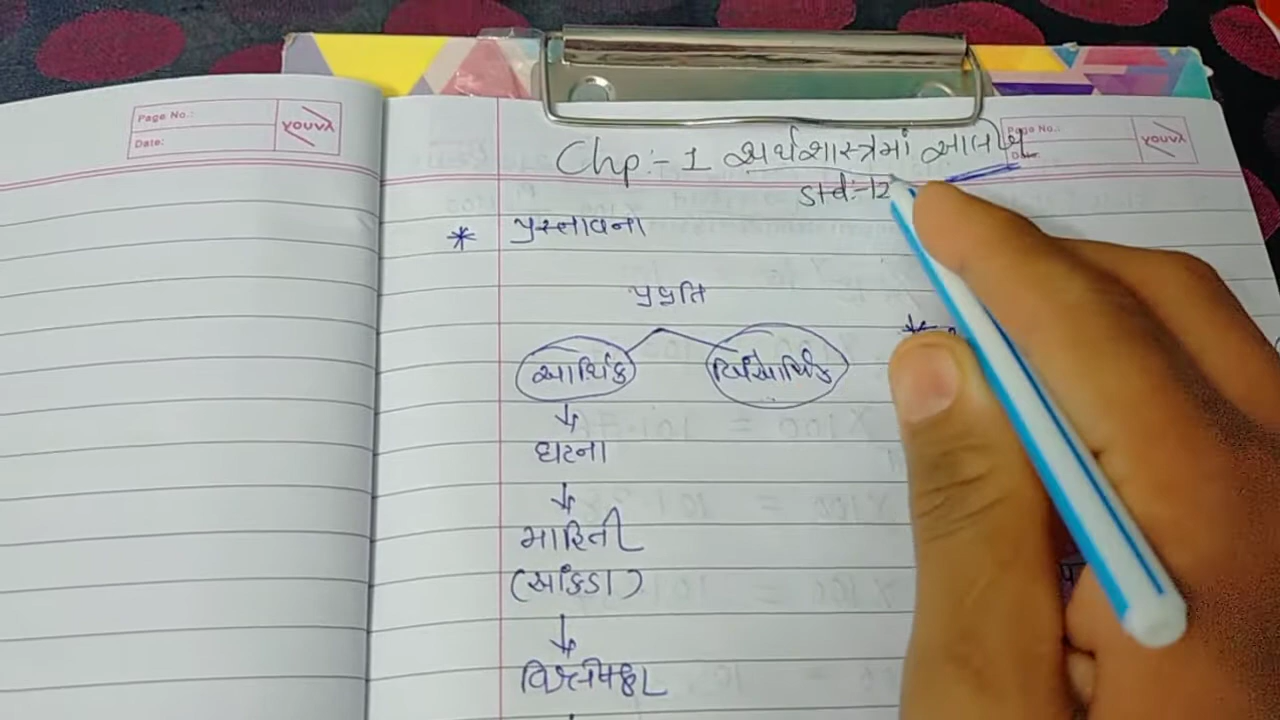 Page No.:
Date:
YOUVA
Page No.:
YOUVA
Chp:- 1 અર્થશાસ્ત્રમાં આલેખ
Std:-12
* પ્રસ્તાવના
પ્રવૃતિ
આર્થિક બિનઆર્થિક
↓
ઘટના
↓
માહિતી
(આંકડા)
↓
વિશ્લેષણ